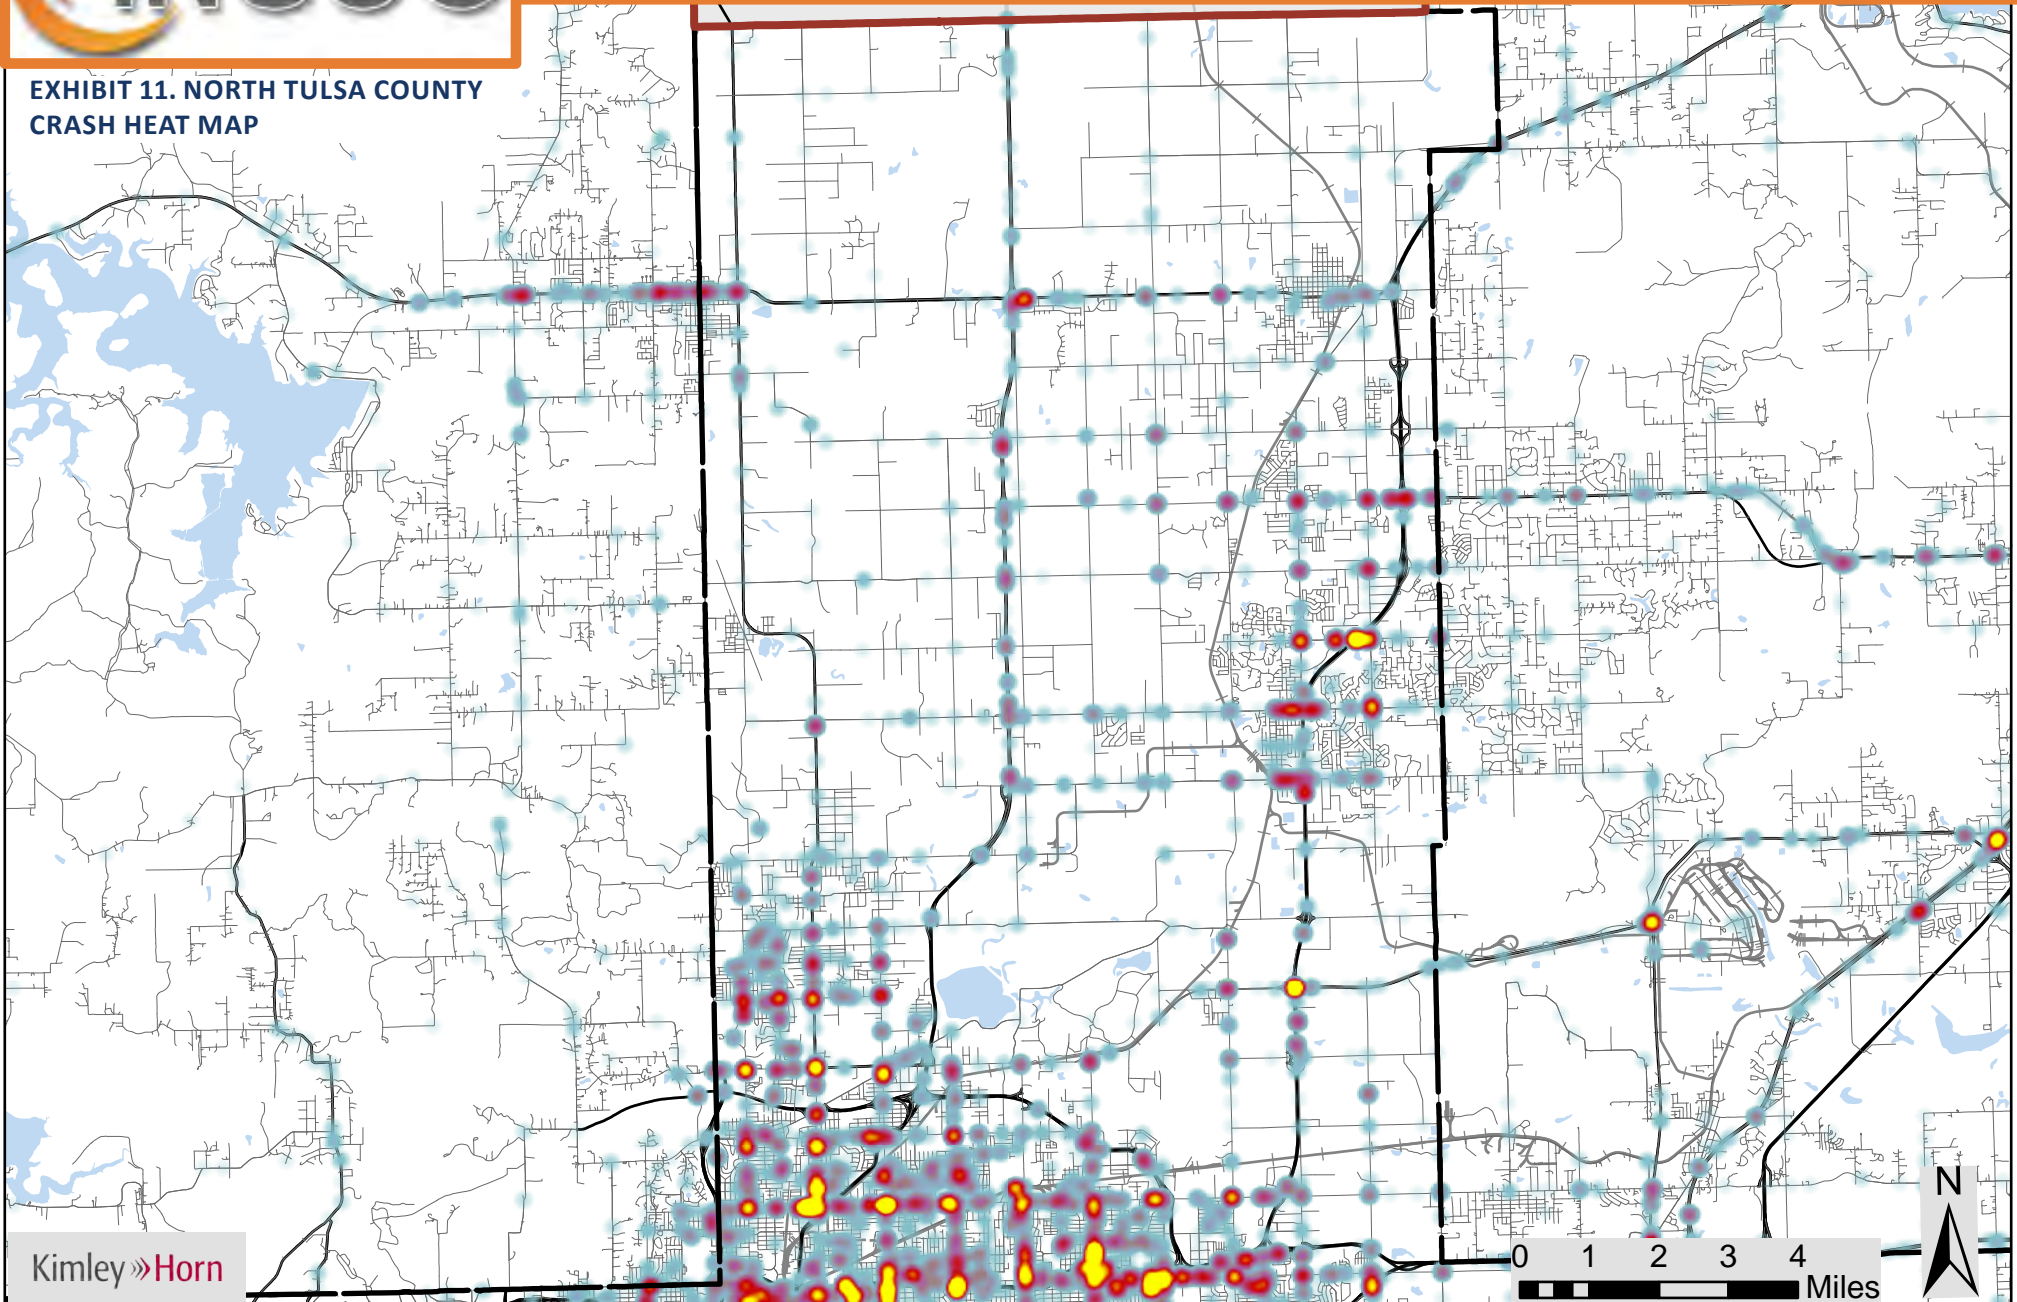 EXHIBIT 11. NORTH TULSA COUNTY
CRASH HEAT MAP
N
0 1 2 3 4
Miles
Kimley»Horn